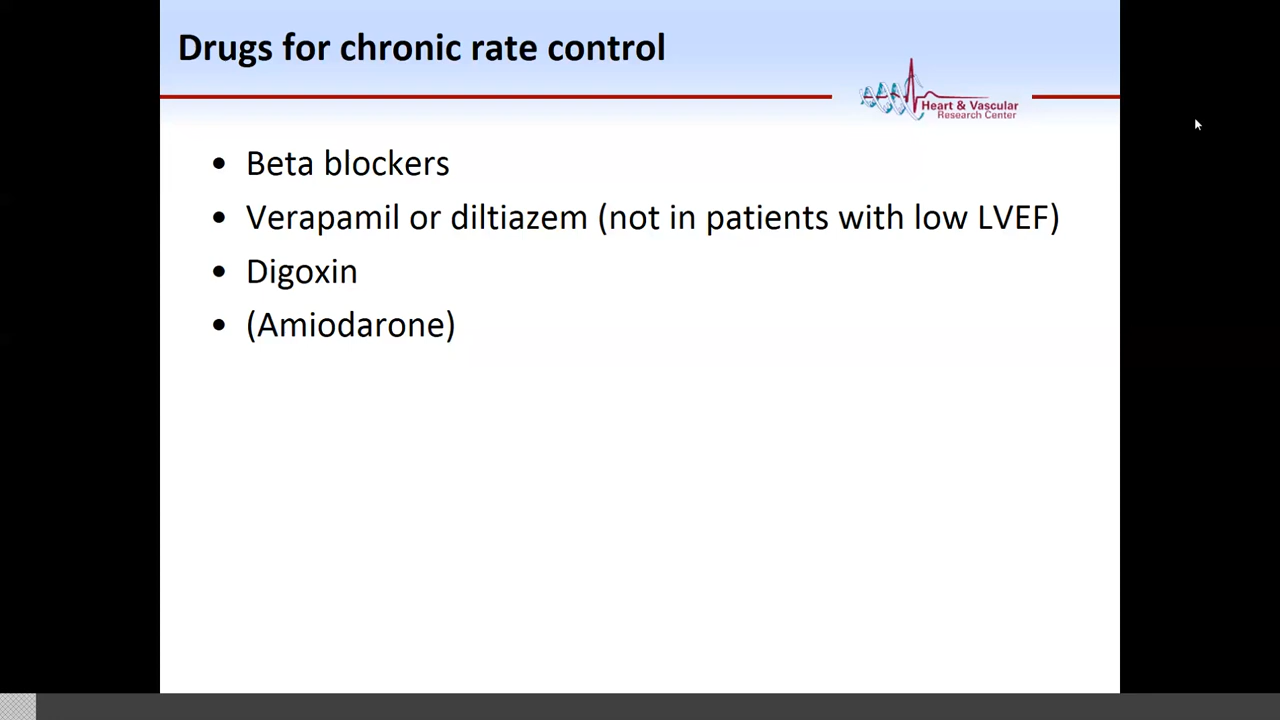 Drugs for chronic rate control
Heart & Vascular
Research Center
• Beta blockers
• Verapamil or diltiazem (not in patients with low LVEF)
• Digoxin
• (Amiodarone)